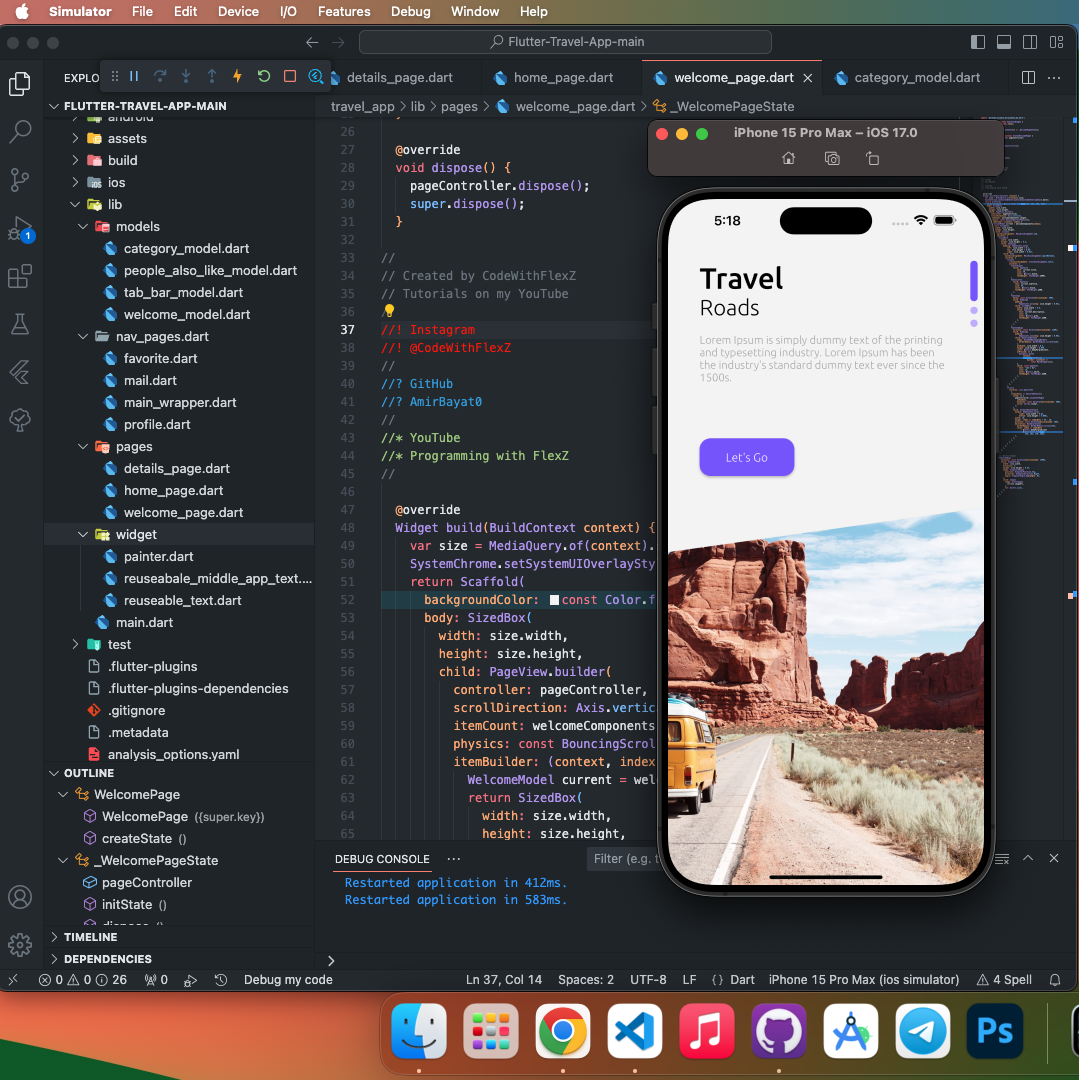 Simulator File Edit Device I/O Features Debug Window Help
Flutter-Travel-App-main
EXPLO
details_page.dart
home_page.dart
welcome_page.dart
category_model.dart
FLUTTER-TRAVEL-APP-MAIN
travel_app > lib > pages > welcome_page.dart > _WelcomePageState
android
assets
build
ios
lib
models
category_model.dart
people_also_like_model.dart
tab_bar_model.dart
welcome_model.dart
nav_pages.dart
favorite.dart
mail.dart
main_wrapper.dart
profile.dart
pages
details_page.dart
home_page.dart
welcome_page.dart
widget
painter.dart
reuseabale_middle_app_text....
reuseable_text.dart
main.dart
test
.flutter-plugins
.flutter-plugins-dependencies
.gitignore
.metadata
analysis_options.yaml
OUTLINE
WelcomePage
WelcomePage ({super.key})
createState ()
_WelcomePageState
pageController
initState ()
dispose ()
TIMELINE
DEPENDENCIES
1
26
27 @override
28 void dispose() {
29 pageController.dispose();
30 super.dispose();
31 }
32
33 //
34 // Created by CodeWithFlexZ
35 // Tutorials on my YouTube
36
37 //! Instagram
38 //! @CodeWithFlexZ
39 //
40 //? GitHub
41 //? AmirBayat0
42 //
43 //* YouTube
44 //* Programming with FlexZ
45 //
46
47 @override
48 Widget build(BuildContext context) {
49 var size = MediaQuery.of(context).
50 SystemChrome.setSystemUIOverlaySty
51 return Scaffold(
52 backgroundColor: const Color.f
53 body: SizedBox(
54 width: size.width,
55 height: size.height,
56 child: PageView.builder(
57 controller: pageController,
58 scrollDirection: Axis.vertic
59 itemCount: welcomeComponents
60 physics: const BouncingScrol
61 itemBuilder: (context, index
62 WelcomeModel current = wel
63 return SizedBox(
64 width: size.width,
65 height: size.height,
iPhone 15 Pro Max – iOS 17.0
5:18
Travel
Roads
Lorem Ipsum is simply dummy text of the printing
and typesetting industry. Lorem Ipsum has been
the industry's standard dummy text ever since the
1500s.
Let's Go
DEBUG CONSOLE ...
Filter (e.g. t
Restarted application in 412ms.
Restarted application in 583ms.
0 0 26 0 Debug my code Ln 37, Col 14 Spaces: 2 UTF-8 LF {} Dart iPhone 15 Pro Max (ios simulator) 4 Spell
Ps